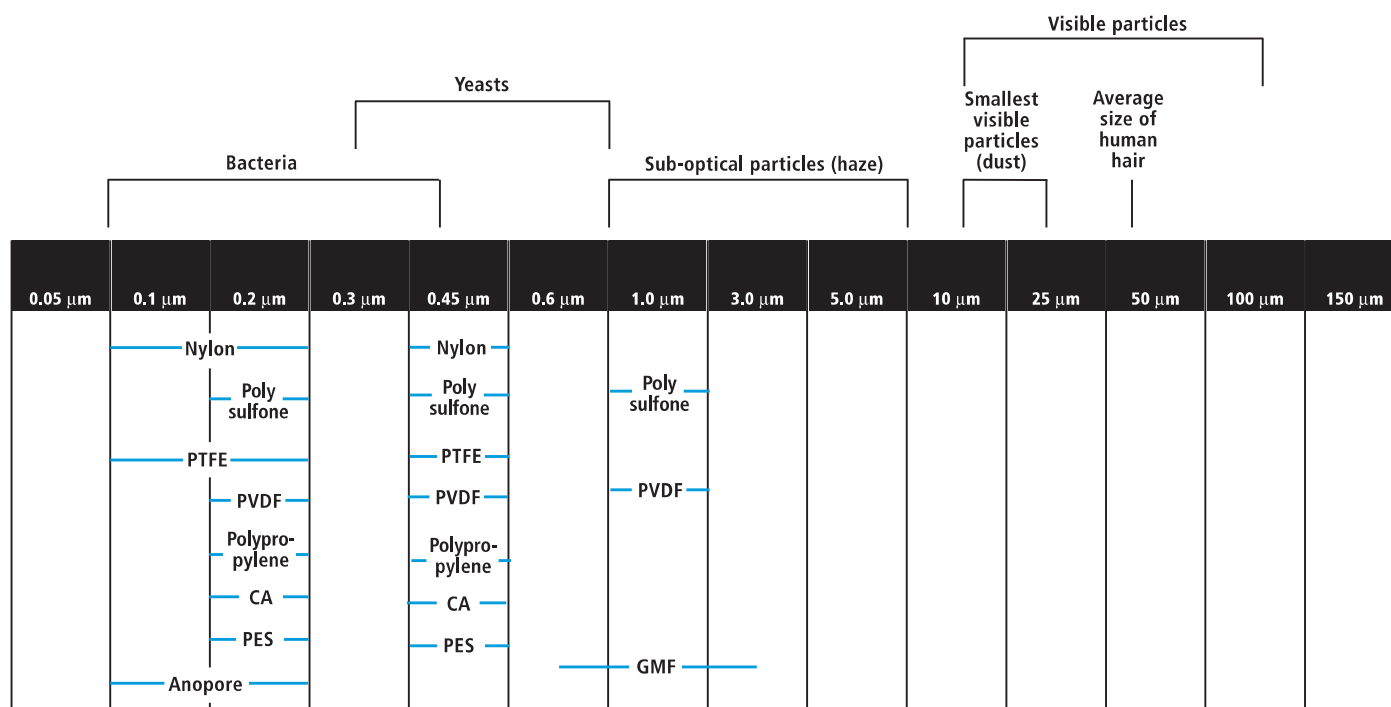 Visible particles
Yeasts
Smallest
visible
particles
(dust)
Average
size of
human
hair
Bacteria
Sub-optical particles (haze)
0.05 μm 0.1 μm 0.2 μm 0.3 μm 0.45 μm 0.6 μm 1.0 μm 3.0 μm 5.0 μm 10 μm 25 μm 50 μm 100 μm 150 μm
Nylon Nylon
Poly
sulfone
Poly
sulfone
Poly
sulfone
PTFE PTFE
PVDF PVDF PVDF
Polypro-
pylene
Polypro-
pylene
CA CA
PES PES
GMF
Anopore